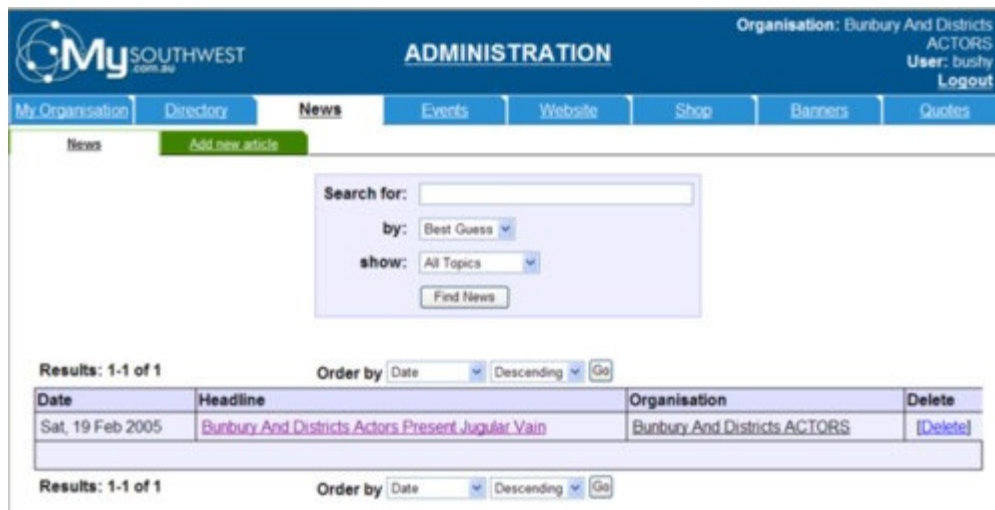 My SOUTHWEST
.com.au
ADMINISTRATION
Organisation: Bunbury And Districts
ACTORS
User: bushy
Logout
My Organisation Directory News Events Website Shop Banners Quotes
News Add new article
Search for:
by: Best Guess
show: All Topics
Find News
Results: 1-1 of 1 Order by Date Descending Go
Date Headline Organisation Delete
Sat, 19 Feb 2005 Bunbury And Districts Actors Present Jugular Vain Bunbury And Districts ACTORS [Delete]
Results: 1-1 of 1 Order by Date Descending Go